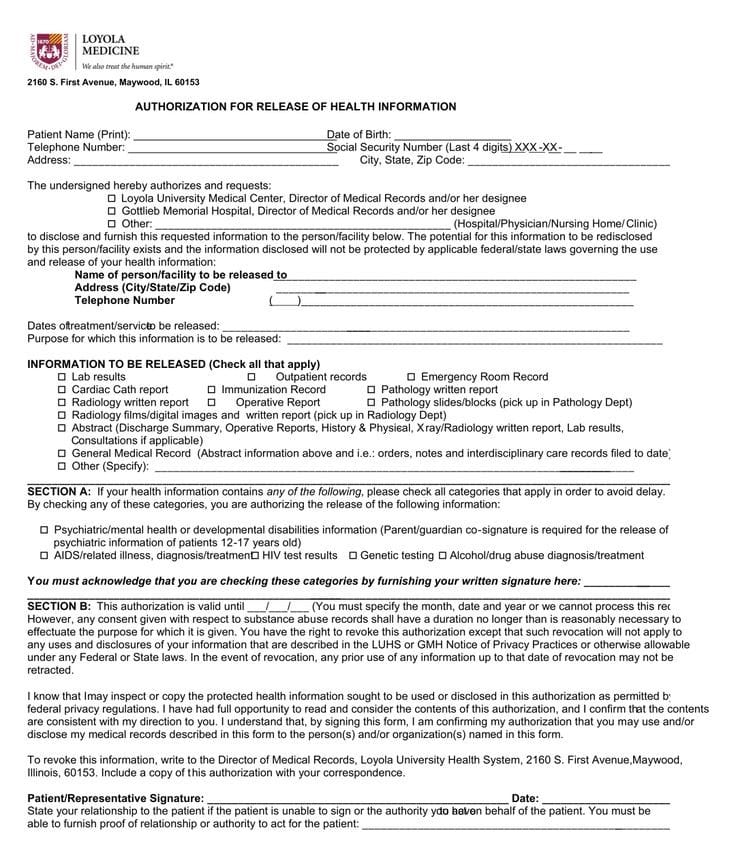 LOYOLA
MEDICINE
We also treat the human spirit.®
2160 S. First Avenue, Maywood, IL 60153
AUTHORIZATION FOR RELEASE OF HEALTH INFORMATION
Patient Name (Print): ________________ Date of Birth: ________________
Telephone Number: ________________ Social Security Number (Last 4 digits) XXX-XX- __ ____
Address: ________________ City, State, Zip Code: ________________
The undersigned hereby authorizes and requests:
☐ Loyola University Medical Center, Director of Medical Records and/or her designee
☐ Gottlieb Memorial Hospital, Director of Medical Records and/or her designee
☐ Other: ________________ (Hospital/Physician/Nursing Home/Clinic)
to disclose and furnish this requested information to the person/facility below. The potential for this information to be redisclosed
by this person/facility exists and the information disclosed will not be protected by applicable federal/state laws governing the use
and release of your health information:
Name of person/facility to be released to ________________
Address (City/State/Zip Code) ________________
Telephone Number (____)________________
Dates of treatment/service to be released: ________________
Purpose for which this information is to be released: ________________
INFORMATION TO BE RELEASED (Check all that apply)
☐ Lab results ☐ Outpatient records ☐ Emergency Room Record
☐ Cardiac Cath report ☐ Immunization Record ☐ Pathology written report
☐ Radiology written report ☐ Operative Report ☐ Pathology slides/blocks (pick up in Pathology Dept)
☐ Radiology films/digital images and written report (pick up in Radiology Dept)
☐ Abstract (Discharge Summary, Operative Reports, History & Physical, Xray/Radiology written report, Lab results,
Consultations if applicable)
☐ General Medical Record (Abstract information above and i.e.: orders, notes and interdisciplinary care records filed to date)
☐ Other (Specify): ________________
SECTION A: If your health information contains any of the following, please check all categories that apply in order to avoid delay.
By checking any of these categories, you are authorizing the release of the following information:
☐ Psychiatric/mental health or developmental disabilities information (Parent/guardian co-signature is required for the release of
psychiatric information of patients 12-17 years old)
☐ AIDS/related illness, diagnosis/treatment ☐ HIV test results ☐ Genetic testing ☐ Alcohol/drug abuse diagnosis/treatment
You must acknowledge that you are checking these categories by furnishing your written signature here: ________________
SECTION B: This authorization is valid until ___/___/___ (You must specify the month, date and year or we cannot process this rec
However, any consent given with respect to substance abuse records shall have a duration no longer than is reasonably necessary to
effectuate the purpose for which it is given. You have the right to revoke this authorization except that such revocation will not apply to
any uses and disclosures of your information that are described in the LUHS or GMH Notice of Privacy Practices or otherwise allowable
under any Federal or State laws. In the event of revocation, any prior use of any information up to that date of revocation may not be
retracted.
I know that I may inspect or copy the protected health information sought to be used or disclosed in this authorization as permitted by
federal privacy regulations. I have had full opportunity to read and consider the contents of this authorization, and I confirm that the contents
are consistent with my direction to you. I understand that, by signing this form, I am confirming my authorization that you may use and/or
disclose my medical records described in this form to the person(s) and/or organization(s) named in this form.
To revoke this information, write to the Director of Medical Records, Loyola University Health System, 2160 S. First Avenue,Maywood,
Illinois, 60153. Include a copy of this authorization with your correspondence.
Patient/Representative Signature: ________________ Date: ________________
State your relationship to the patient if the patient is unable to sign or the authority you have to act on behalf of the patient. You must be
able to furnish proof of relationship or authority to act for the patient: ________________